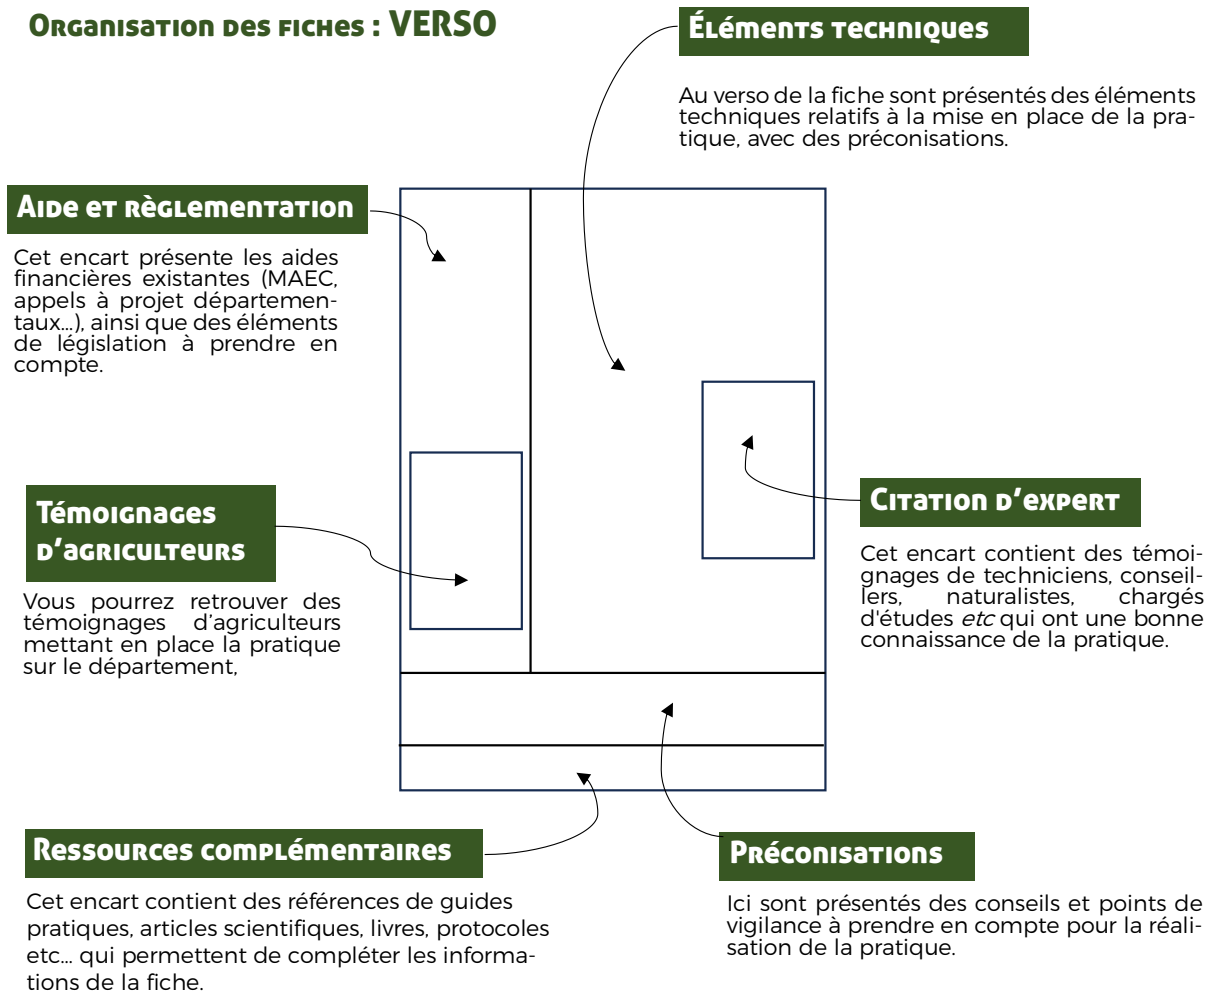 Organisation des fiches : VERSO
Éléments techniques
Au verso de la fiche sont présentés des éléments
techniques relatifs à la mise en place de la pra-
tique, avec des préconisations.
Aide et règlementation
Cet encart présente les aides
financières existantes (MAEC,
appels à projet départemen-
taux...), ainsi que des éléments
de législation à prendre en
compte.
Témoignages
d'agriculteurs
Vous pourrez retrouver des
témoignages d'agriculteurs
mettant en place la pratique
sur le département,
Citation d'expert
Cet encart contient des témoi-
gnages de techniciens, conseil-
lers, naturalistes, chargés
d'études etc qui ont une bonne
connaissance de la pratique.
Ressources complémentaires
Cet encart contient des références de guides
pratiques, articles scientifiques, livres, protocoles
etc... qui permettent de compléter les informa-
tions de la fiche.
Préconisations
Ici sont présentés des conseils et points de
vigilance à prendre en compte pour la réali-
sation de la pratique.